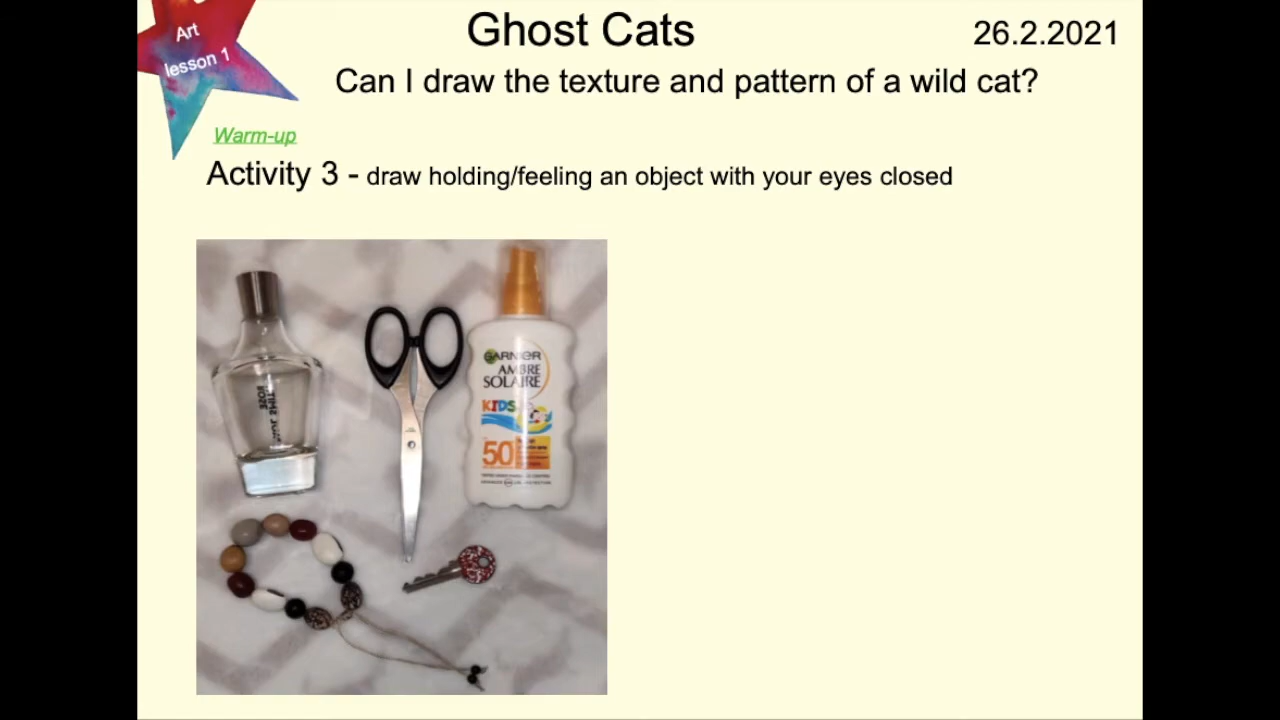 Art
lesson 1
Ghost Cats
26.2.2021
Can I draw the texture and pattern of a wild cat?
Warm-up
Activity 3 - draw holding/feeling an object with your eyes closed
GARNIER
AMBRE
SOLAIRE
KIDS
50
ROSE